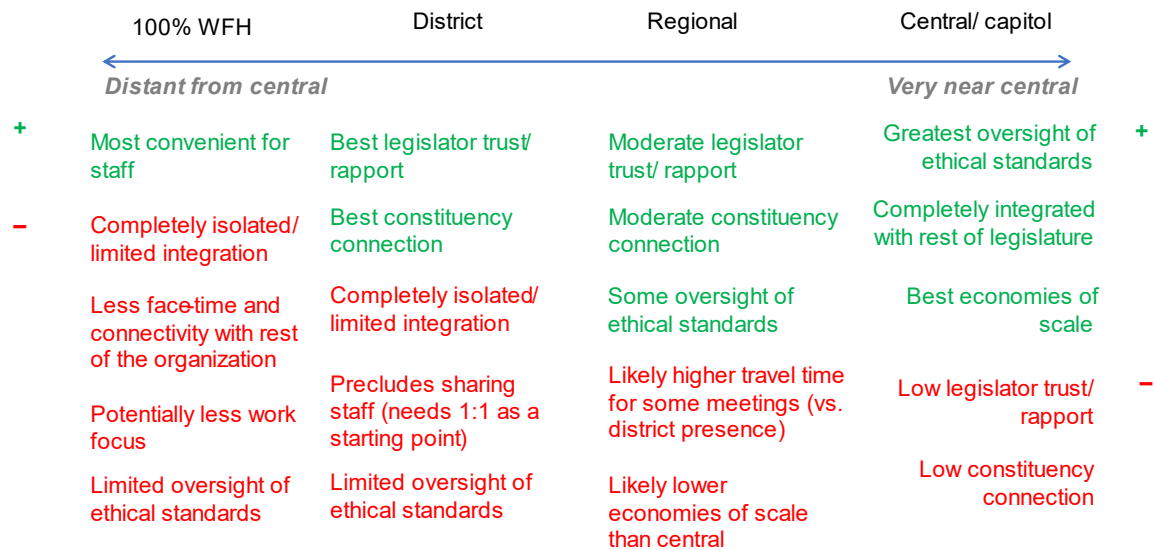 100% WFH
District
Regional
Central/ capitol
Distant from central
Very near central
+
Most convenient for
staff
Best legislator trust/
rapport
Moderate legislator
trust/ rapport
Greatest oversight of
ethical standards
+
–
Completely isolated/
limited integration
Best constituency
connection
Moderate constituency
connection
Completely integrated
with rest of legislature
Less face-time and
connectivity with rest
of the organization
Completely isolated/
limited integration
Some oversight of
ethical standards
Best economies of
scale
Potentially less work
focus
Precludes sharing
staff (needs 1:1 as a
starting point)
Likely higher travel time
for some meetings (vs.
district presence)
Low legislator trust/
rapport
–
Limited oversight of
ethical standards
Limited oversight of
ethical standards
Likely lower
economies of scale
than central
Low constituency
connection